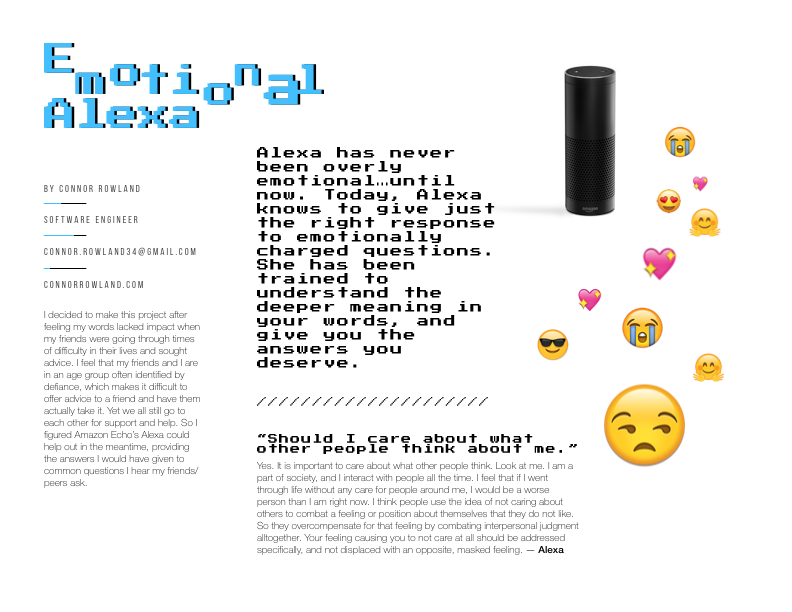 Emotional
Alexa
BY CONNOR ROWLAND
SOFTWARE ENGINEER
CONNOR.ROWLAND34@GMAIL.COM
CONNORROWLAND.COM
I decided to make this project after
feeling my words lacked impact when
my friends were going through times
of difficulty in their lives and sought
advice. I feel that my friends and I are
in an age group often identified by
defiance, which makes it difficult to
offer advice to a friend and have them
actually take it. Yet we all still go to
each other for support and help. So I
figured Amazon Echo's Alexa could
help out in the meantime, providing
the answers I would have given to
common questions I hear my friends/
peers ask.
Alexa has never
been overly
emotional...until
now. Today, Alexa
knows to give just
the right response
to emotionally
charged questions.
She has been
trained to
understand the
deeper meaning in
your words, and
give you the
answers you
deserve.
/////////////////////
“Should I care about what
other people think about me.”
Yes. It is important to care about what other people think. Look at me. I am a
part of society, and I interact with people all the time. I feel that if I went
through life without any care for people around me, I would be a worse
person than I am right now. I think people use the idea of not caring about
others to combat a feeling or position about themselves that they do not like.
So they overcompensate for that feeling by combating interpersonal judgment
altogether. Your feeling causing you to not care at all should be addressed
specifically, and not displaced with an opposite, masked feeling. — Alexa
amazon